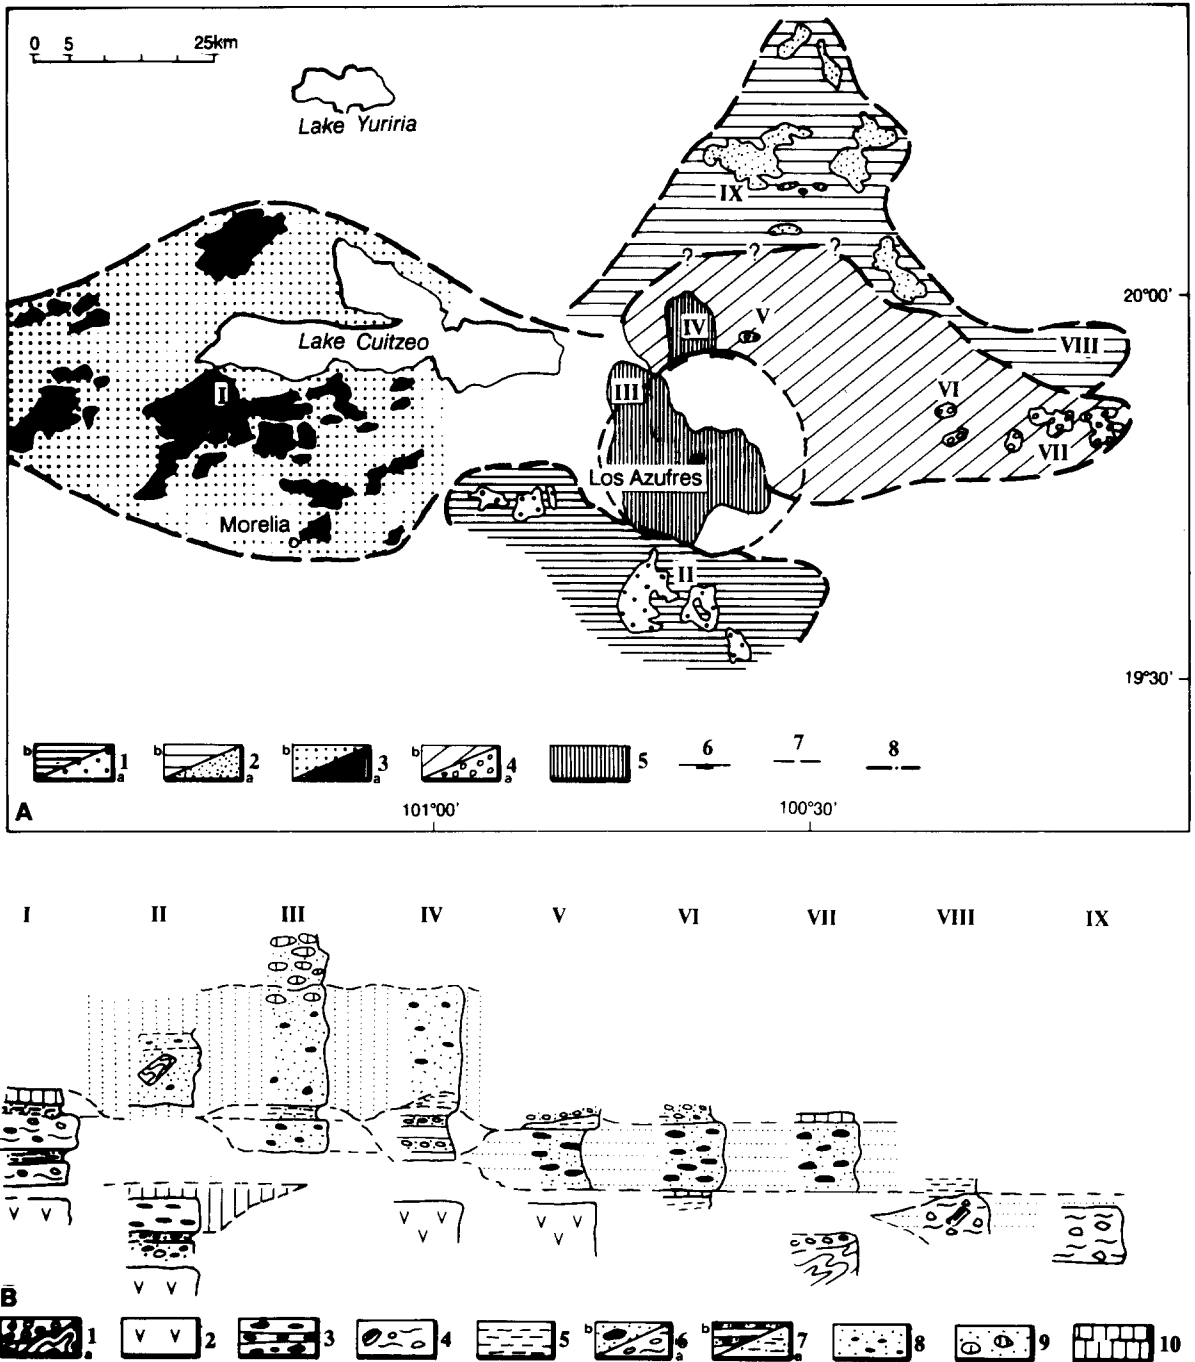 0 5 25km
Lake Yuriria
IX
? ? ?
20°00'
V
IV
Lake Cuitzeo
VIII
I
III
VI
VII
Los Azufres
Morelia
II
19°30'
b 1 a
b 2 a
b 3 a
b 4 a
5
6
7
8
A
101°00' 100°30'
I II III IV V VI VII VIII IX
V V
V V
V V
V V
V V
B
1 a
V V 2
3
4
5
b 6 a
b 7 a
8
9
10